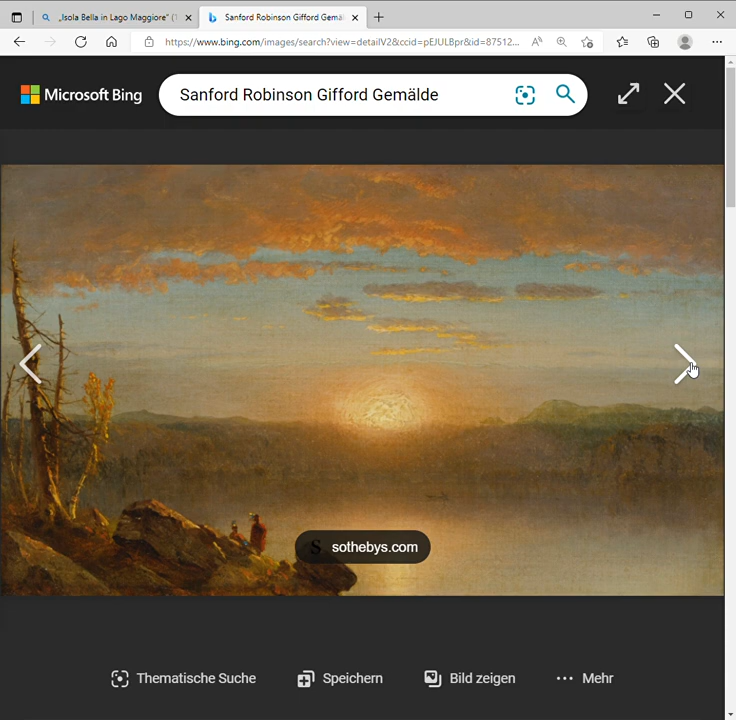 „Isola Bella in Lago Maggiore" (1
Sanford Robinson Gifford Gemäl
https://www.bing.com/images/search?view=detailV2&ccid=pEJULBpr&id=87512...
Microsoft Bing
Sanford Robinson Gifford Gemälde
S sothebys.com
Thematische Suche
Speichern
Bild zeigen
Mehr